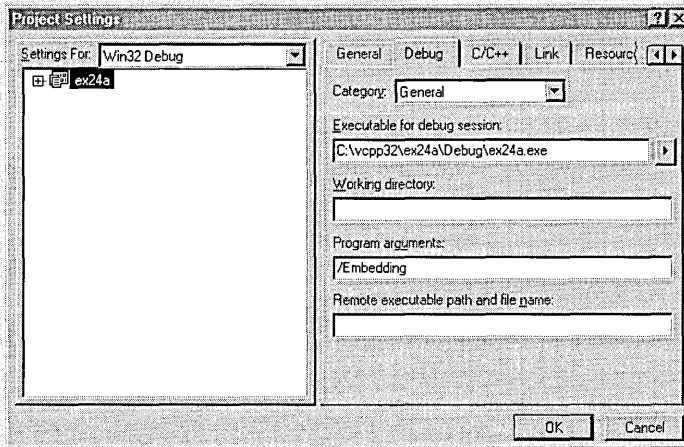 Project Settings
Settings For: Win32 Debug
ex24a
General Debug C/C++ Link Resourc
Category: General
Executable for debug session:
C:\vcpp32\ex24a\Debug\ex24a.exe
Working directory:
Program arguments:
/Embedding
Remote executable path and file name:
OK Cancel